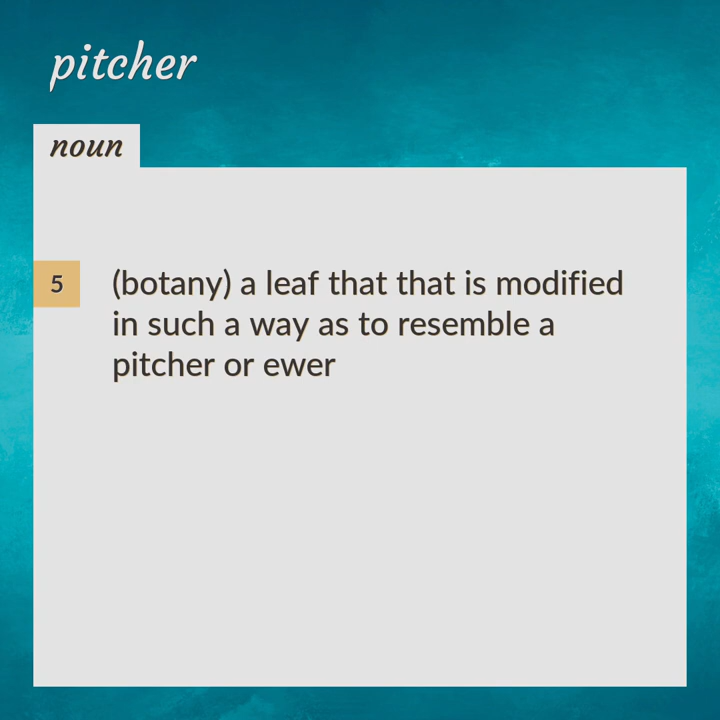 pitcher
noun
5
(botany) a leaf that that is modified
in such a way as to resemble a
pitcher or ewer